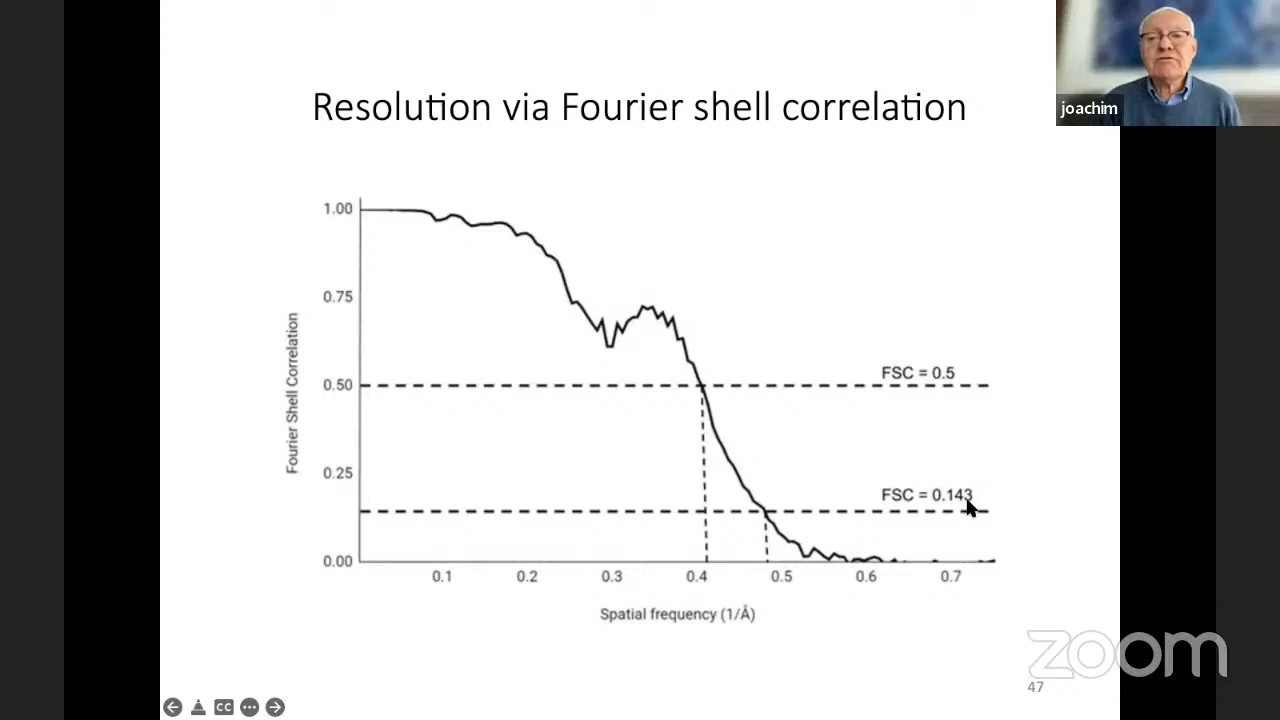 joachim
Resolution via Fourier shell correlation
1.00
0.75
0.50
0.25
0.00
Fourier Shell Correlation
FSC = 0.5
FSC = 0.143
0.1 0.2 0.3 0.4 0.5 0.6 0.7
Spatial frequency (1/Å)
zoom
47
CC